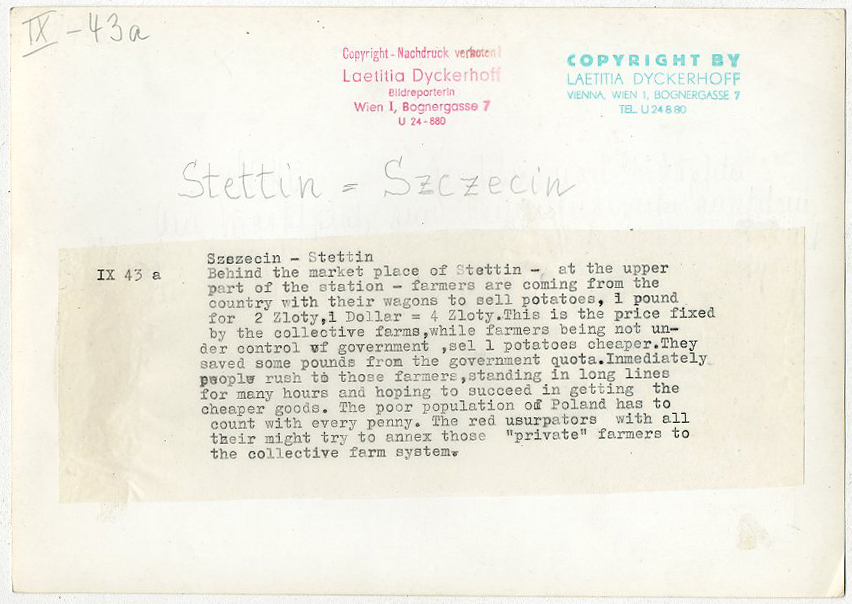 IX - 43a
Copyright - Nachdruck verboten!
Laetitia Dyckerhoff
Bildreporterin
Wien I, Bognergasse 7
U 24-680
COPYRIGHT BY
LAETITIA DYCKERHOFF
VIENNA, WIEN 1, BOGNERGASSE 7
TEL. U 24 6 80
Stettin = Szczecin
Szszecin - Stettin
IX 43 a Behind the market place of Stettin - at the upper
part of the station - farmers are coming from the
country with their wagons to sell potatoes, 1 pound
for 2 Zloty,1 Dollar = 4 Zloty.This is the price fixed
by the collective farms,while farmers being not un-
der control of government ,sel l potatoes cheaper.They
saved some pounds from the government quota.Inmediately
people rush to those farmers,standing in long lines
for many hours and hoping to succeed in getting the
cheaper goods. The poor population of Poland has to
count with every penny. The red usurpators with all
their might try to annex those "private" farmers to
the collective farm system.